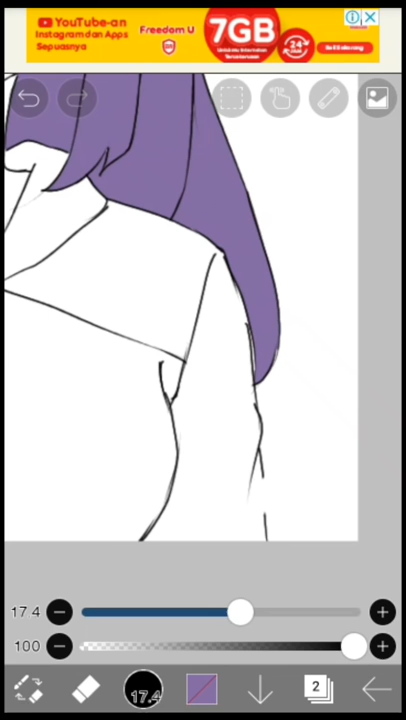 YouTube-an
Instagram dan Apps
Sepuasnya
Freedom U
7GB
24
17.4
100
17.4
2